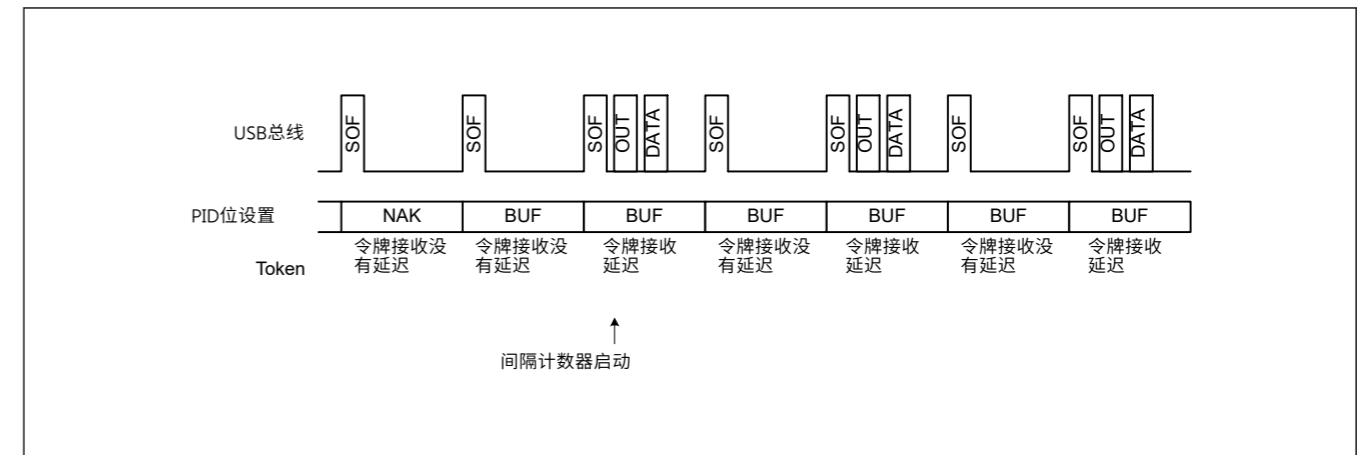 USB总线
SOF
SOF
SOF
OUT
DATA
SOF
SOF
OUT
DATA
SOF
SOF
OUT
DATA
PID位设置
NAK
BUF
BUF
BUF
BUF
BUF
BUF
Token
令牌接收没
有延迟
令牌接收没
有延迟
令牌接收
延迟
令牌接收没
有延迟
令牌接收
延迟
令牌接收没
有延迟
令牌接收
延迟
间隔计数器启动